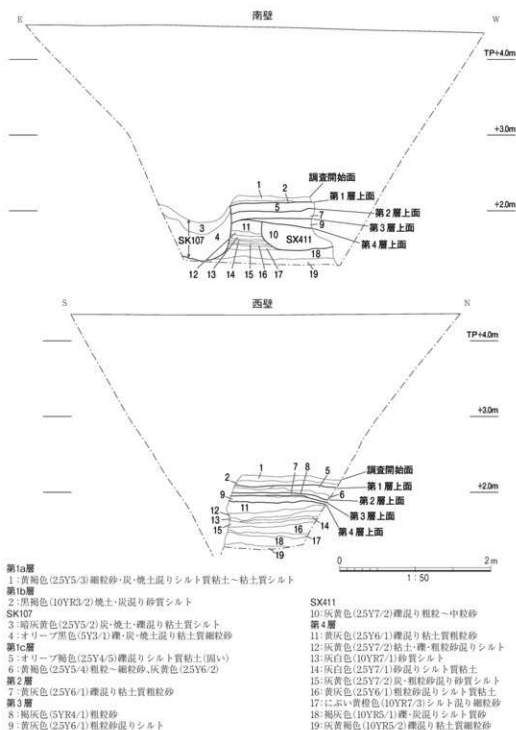 南壁
E
W
TP+4.0m
+3.0m
調査開始面
第1層上面
第2層上面
+2.0m
第3層上面
第4層上面
1
2
5
7
9
3
4
11
10
SK107
SX411
18
12
13
14
15
16
17
19
西壁
S
N
TP+4.0m
+3.0m
調査開始面
第1層上面
+2.0m
第2層上面
第3層上面
第4層上面
1
2
7
8
5
6
9
11
12
13
14
15
16
17
18
19
0
2 m
1:50
第1a層
1:黄褐色(2.5Y5/3)細粒砂・炭・焼土混りシルト質粘土~粘土質シルト
第1b層
2:黒褐色(10YR3/2)焼土・炭混り砂質シルト
SK107
3:暗灰黄色(2.5Y5/2)炭・焼土・礫混り粘土質シルト
4:オリーブ黒色(5Y3/1)礫・炭・焼土混り粘土質細粒砂
第1c層
5:オリーブ褐色(2.5Y4/5)礫混りシルト質粘土(固い)
6:黄褐色(2.5Y5/4)粗粒~細粒砂、灰黄色(2.5Y6/2)
第2層
7:黄灰色(2.5Y6/1)礫混り粘土質粗粒砂
第3層
8:褐灰色(5YR4/1)粗粒砂
9:黄灰色(2.5Y6/1)粗粒砂混りシルト
SX411
10:灰黄色(2.5Y7/2)礫混り粗粒~中粒砂
第4層
11:黄灰色(2.5Y6/1)礫混り粘土質粗粒砂
12:灰黄色(2.5Y7/2)粘土・礫・粗粒砂混りシルト
13:灰白色(10YR7/1)砂質シルト
14:灰白色(2.5Y7/1)砂混りシルト質粘土
15:灰黄色(2.5Y7/2)炭・粗粒砂混り砂質シルト
16:黄灰色(2.5Y6/1)粗粒砂混りシルト質粘土
17:にぶい黄橙色(10YR7/3)シルト混り細粒砂
18:褐灰色(10YR5/1)礫・炭混りシルト質砂
19:灰黄褐色(10YR5/2)礫混り粘土質細粒砂